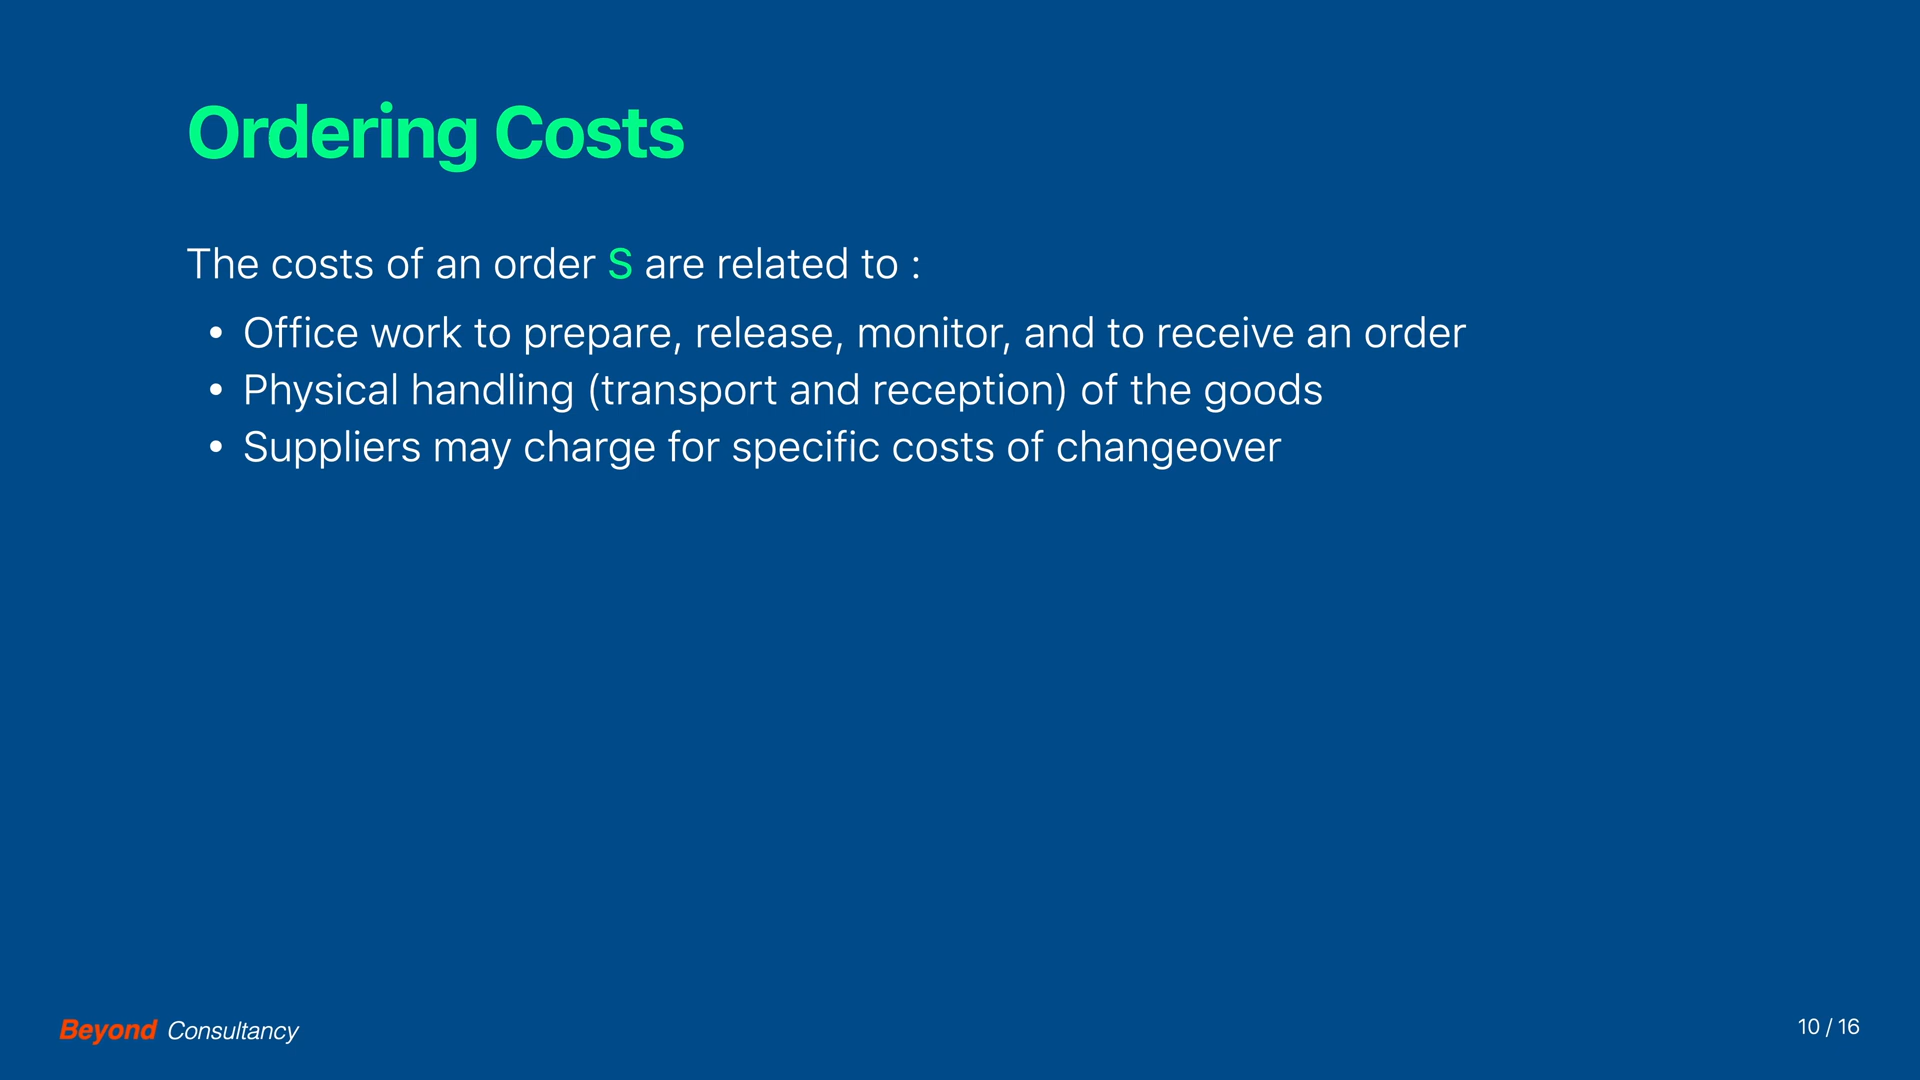 Ordering Costs
The costs of an order S are related to :
• Office work to prepare, release, monitor, and to receive an order
• Physical handling (transport and reception) of the goods
• Suppliers may charge for specific costs of changeover
Beyond Consultancy
10 / 16